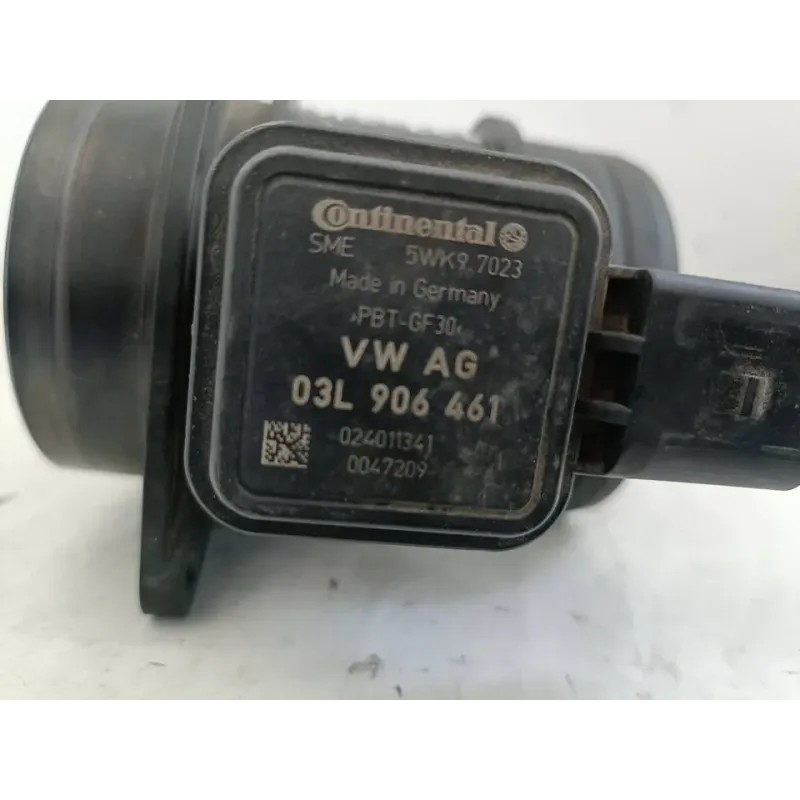 Continental
SME 5WK9 7023
Made in Germany
>PBT-GF30<
VW AG
03L 906 461
024011341
0047209